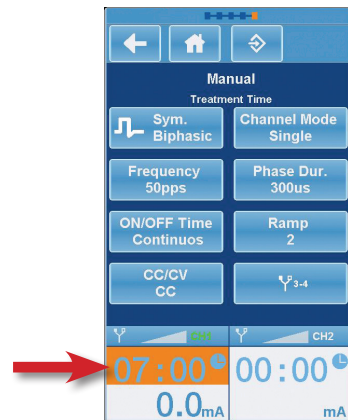 Manual
Treatment Time
Sym.
Biphasic
Channel Mode
Single
Frequency
50pps
Phase Dur.
300us
ON/OFF Time
Continuos
Ramp
2
CC/CV
CC
3-4
CH1
CH2
07:00
00:00
0.0mA
mA